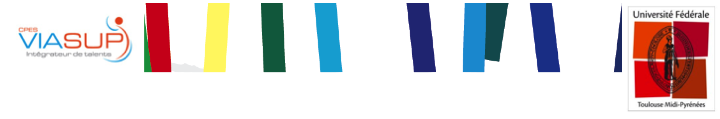 CPES
VIASUP
Intégrateur de talents
Université Fédérale
Toulouse Midi-Pyrénées